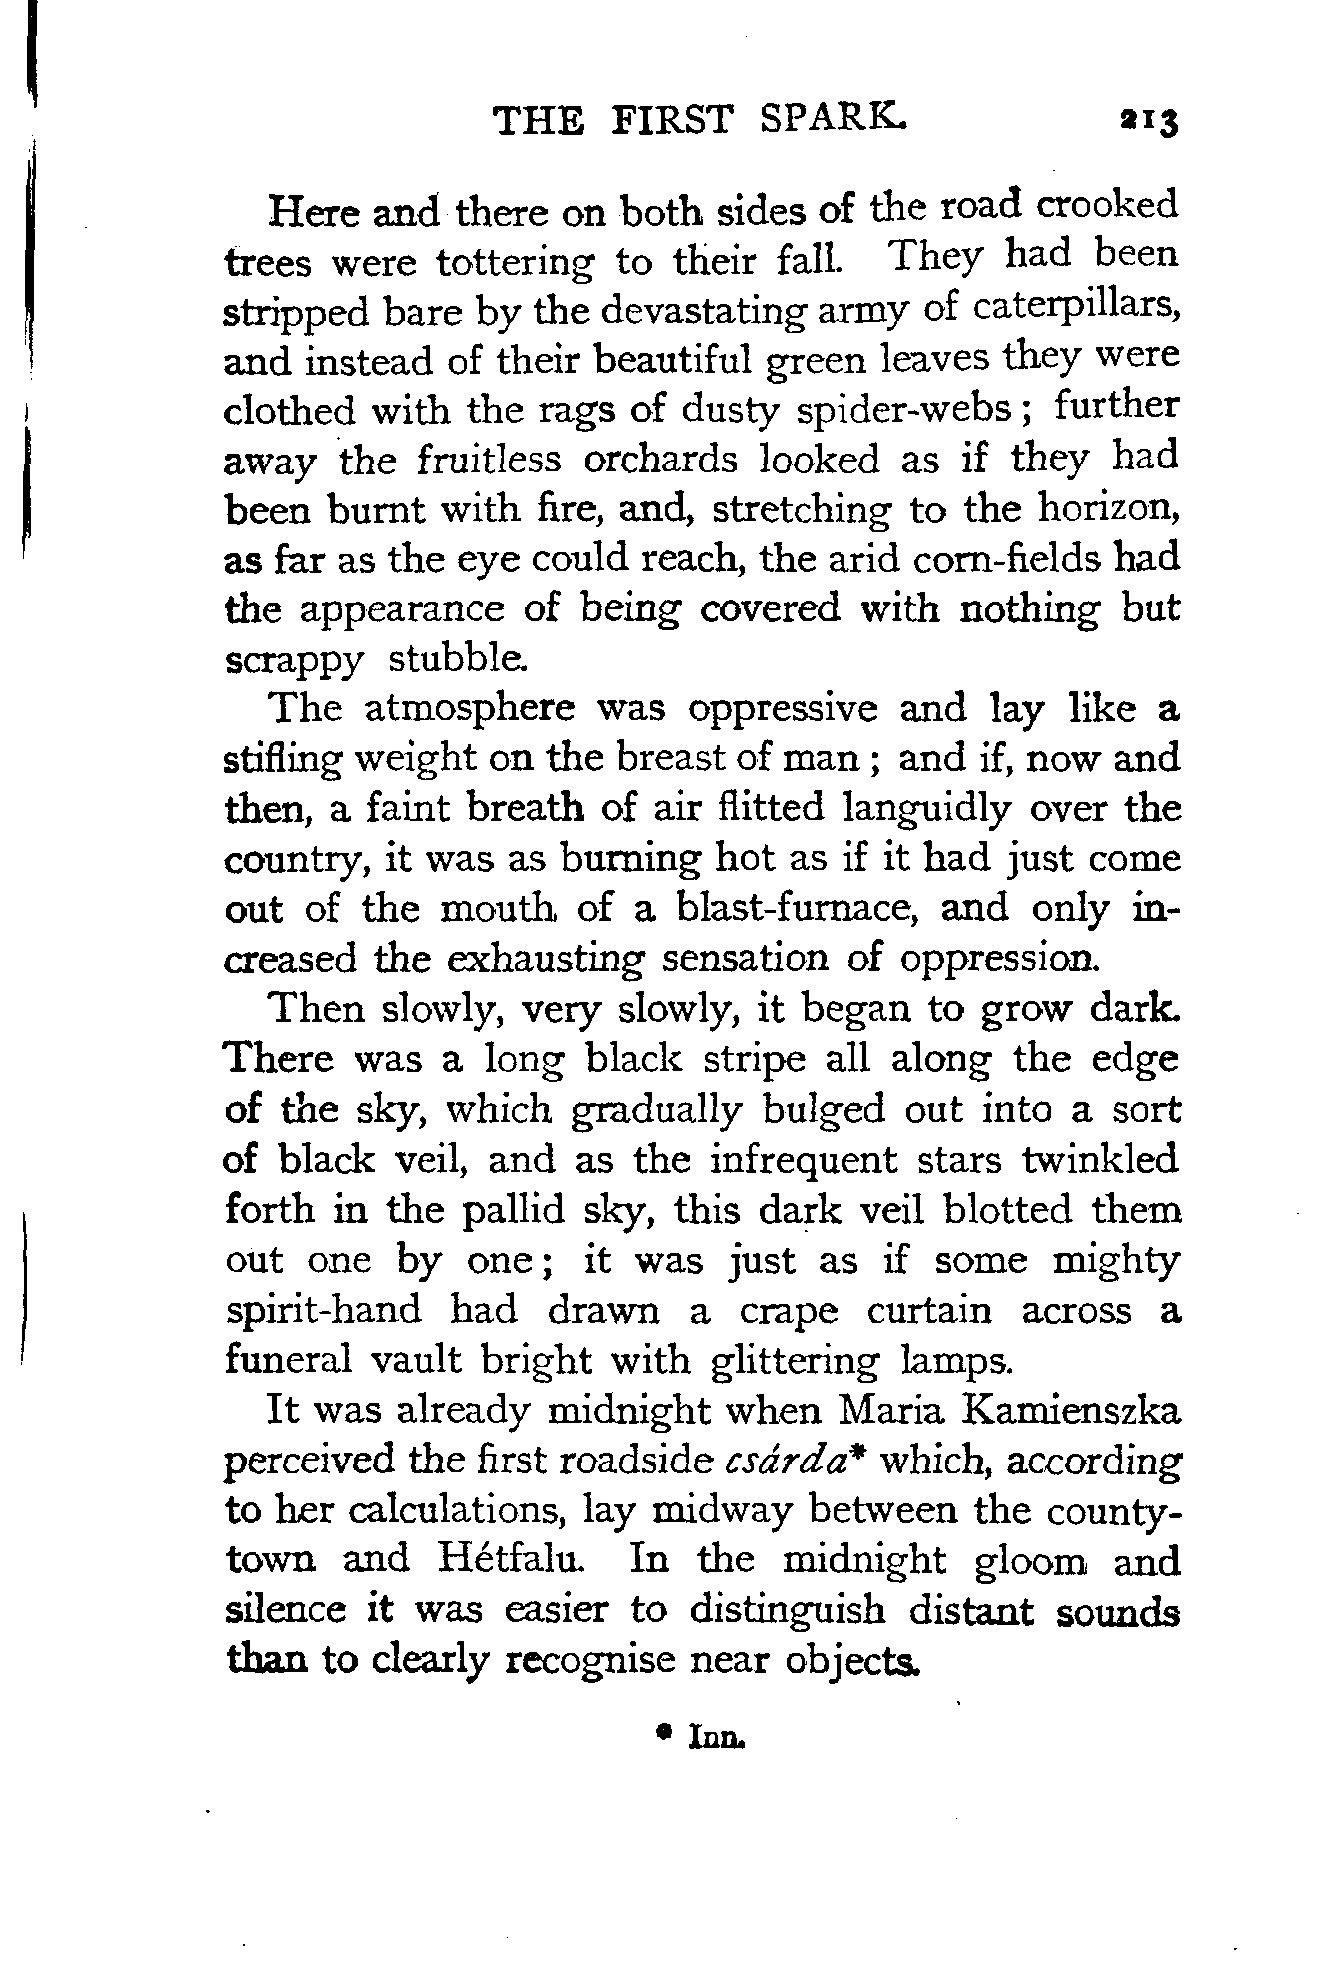 THE FIRST SPARK. 213
Here and there on both sides of the road crooked
trees were tottering to their fall. They had been
stripped bare by the devastating army of caterpillars,
and instead of their beautiful green leaves they were
clothed with the rags of dusty spider-webs ; further
away the fruitless orchards looked as if they had
been burnt with fire, and, stretching to the horizon,
as far as the eye could reach, the arid corn-fields had
the appearance of being covered with nothing but
scrappy stubble.
The atmosphere was oppressive and lay like a
stifling weight on the breast of man ; and if, now and
then, a faint breath of air flitted languidly over the
country, it was as burning hot as if it had just come
out of the mouth of a blast-furnace, and only in-
creased the exhausting sensation of oppression.
Then slowly, very slowly, it began to grow dark.
There was a long black stripe all along the edge
of the sky, which gradually bulged out into a sort
of black veil, and as the infrequent stars twinkled
forth in the pallid sky, this dark veil blotted them
out one by one ; it was just as if some mighty
spirit-hand had drawn a crape curtain across a
funeral vault bright with glittering lamps.
It was already midnight when Maria Kamienszka
perceived the first roadside csárda* which, according
to her calculations, lay midway between the county-
town and Hétfalu. In the midnight gloom and
silence it was easier to distinguish distant sounds
than to clearly recognise near objects.
* Inn.